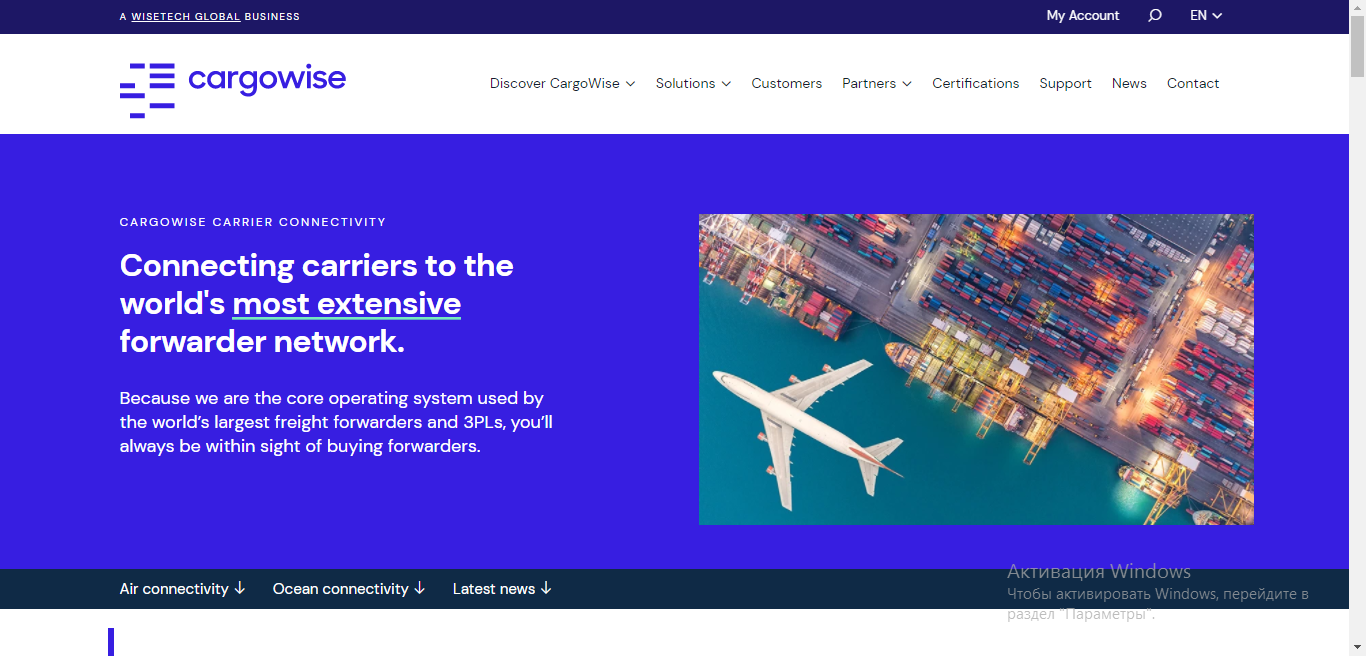 A WISETECH GLOBAL BUSINESS
My Account
EN
cargowise
Discover CargoWise
Solutions
Customers
Partners
Certifications
Support
News
Contact
CARGOWISE CARRIER CONNECTIVITY
Connecting carriers to the
world's most extensive
forwarder network.
Because we are the core operating system used by
the world’s largest freight forwarders and 3PLs, you’ll
always be within sight of buying forwarders.
Air connectivity
Ocean connectivity
Latest news
Активация Windows
Чтобы активировать Windows, перейдите в
раздел "Параметры".